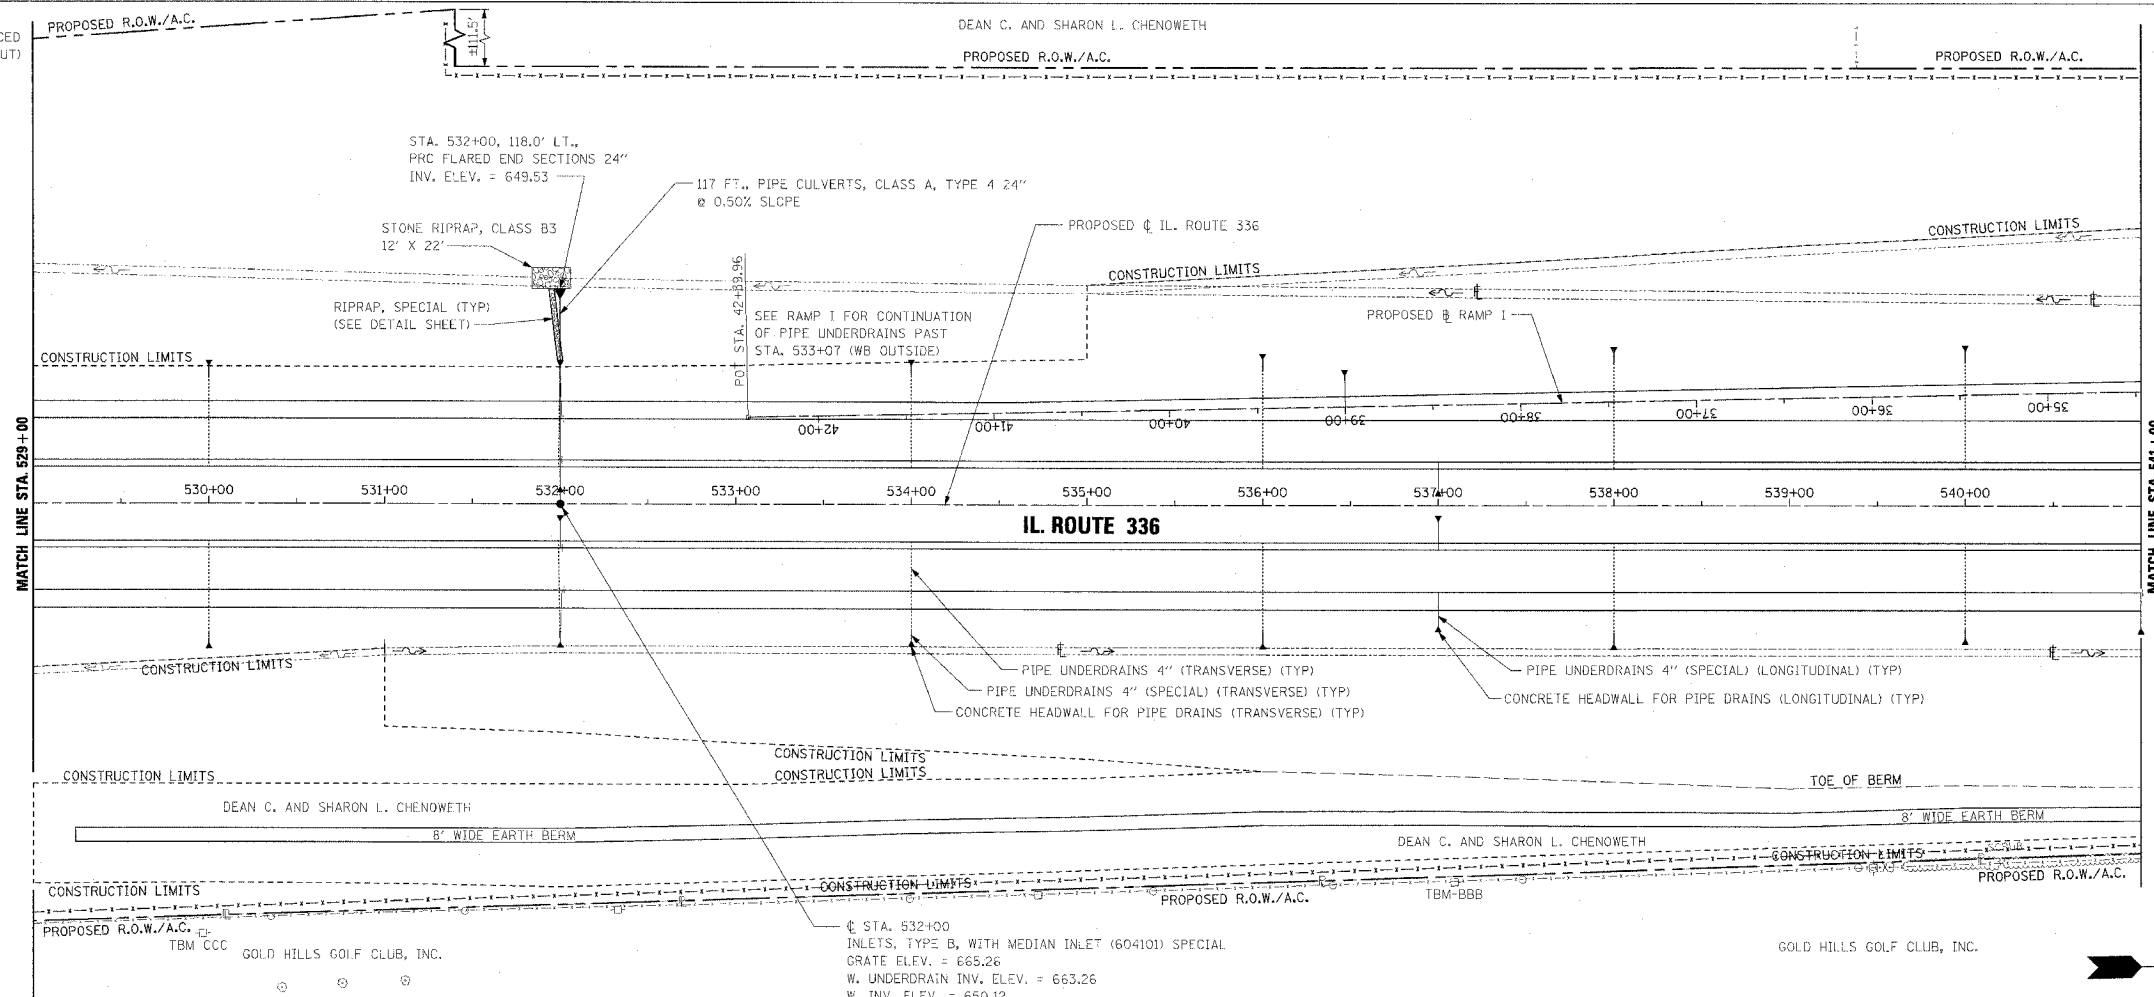 PROPOSED R.O.W./A.C.
±111.5'
DEAN C. AND SHARON L. CHENOWETH
PROPOSED R.O.W./A.C.
PROPOSED R.O.W./A.C.
UT)
STA. 532+00, 118.0' LT.,
PRC FLARED END SECTIONS 24"
INV. ELEV. = 649.53
117 FT., PIPE CULVERTS, CLASS A, TYPE 4 24"
@ 0.50% SLOPE
STONE RIPRAP, CLASS B3
12' X 22'
PROPOSED ℄ IL. ROUTE 336
CONSTRUCTION LIMITS
CONSTRUCTION LIMITS
RIPRAP, SPECIAL (TYP)
(SEE DETAIL SHEET)
POT STA. 42+39.96
SEE RAMP I FOR CONTINUATION
OF PIPE UNDERDRAINS PAST
STA. 533+07 (WB OUTSIDE)
PROPOSED ⅊ RAMP I
CONSTRUCTION LIMITS
42+00
41+00
40+00
39+00
38+00
37+00
36+00
35+00
MATCH LINE STA. 529+00
530+00
531+00
532+00
533+00
534+00
535+00
536+00
537+00
538+00
539+00
540+00
MATCH LINE STA. 541+00
IL. ROUTE 336
CONSTRUCTION LIMITS
℄
℄
℄
℄
PIPE UNDERDRAINS 4" (TRANSVERSE) (TYP)
PIPE UNDERDRAINS 4" (SPECIAL) (TRANSVERSE) (TYP)
CONCRETE HEADWALL FOR PIPE DRAINS (TRANSVERSE) (TYP)
PIPE UNDERDRAINS 4" (SPECIAL) (LONGITUDINAL) (TYP)
CONCRETE HEADWALL FOR PIPE DRAINS (LONGITUDINAL) (TYP)
CONSTRUCTION LIMITS
CONSTRUCTION LIMITS
CONSTRUCTION LIMITS
TOE OF BERM
DEAN C. AND SHARON L. CHENOWETH
8' WIDE EARTH BERM
8' WIDE EARTH BERM
DEAN C. AND SHARON L. CHENOWETH
CONSTRUCTION LIMITS
CONSTRUCTION LIMITS
CONSTRUCTION LIMITS
PROPOSED R.O.W./A.C.
PROPOSED R.O.W./A.C.
PROPOSED R.O.W./A.C.
TBM-BBB
TBM CCC
GOLD HILLS GOLF CLUB, INC.
GOLD HILLS GOLF CLUB, INC.
℄ STA. 532+00
INLETS, TYPE B, WITH MEDIAN INLET (604101) SPECIAL
GRATE ELEV. = 665.26
W. UNDERDRAIN INV. ELEV. = 663.26
W. INV. ELEV. = 650.12